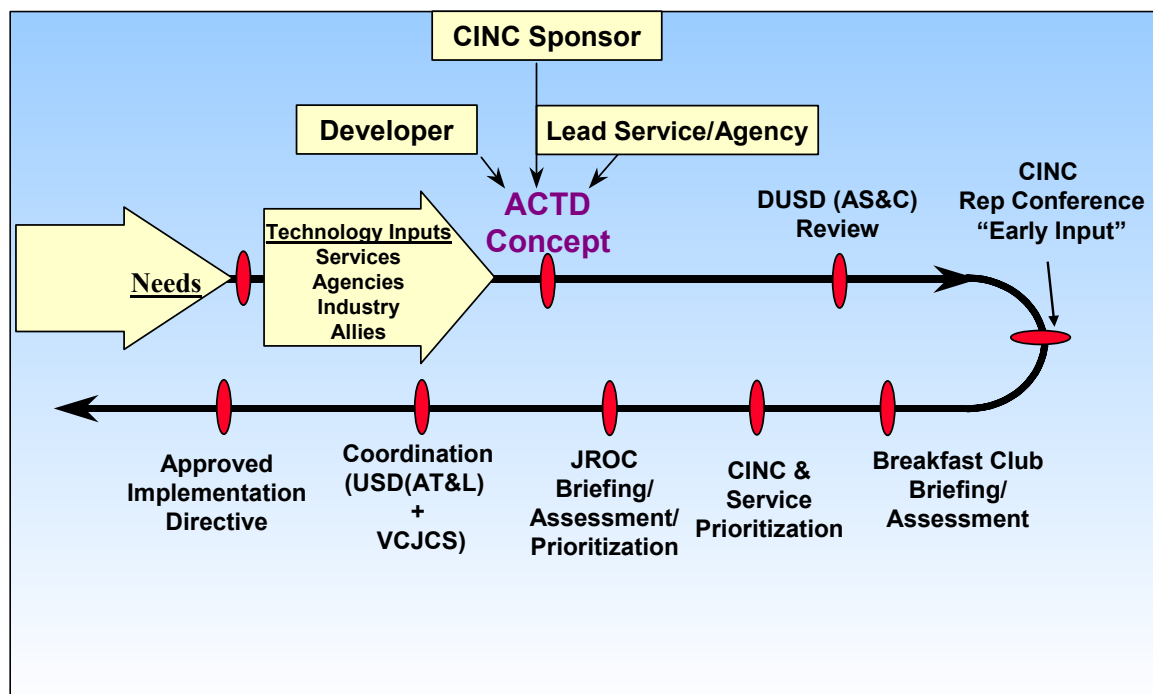 CINC Sponsor
Developer
Lead Service/Agency
ACTD
Concept
Needs
Technology Inputs
Services
Agencies
Industry
Allies
DUSD (AS&C)
Review
CINC
Rep Conference
“Early Input”
Approved
Implementation
Directive
Coordination
(USD(AT&L)
+
VCJCS)
JROC
Briefing/
Assessment/
Prioritization
CINC &
Service
Prioritization
Breakfast Club
Briefing/
Assessment